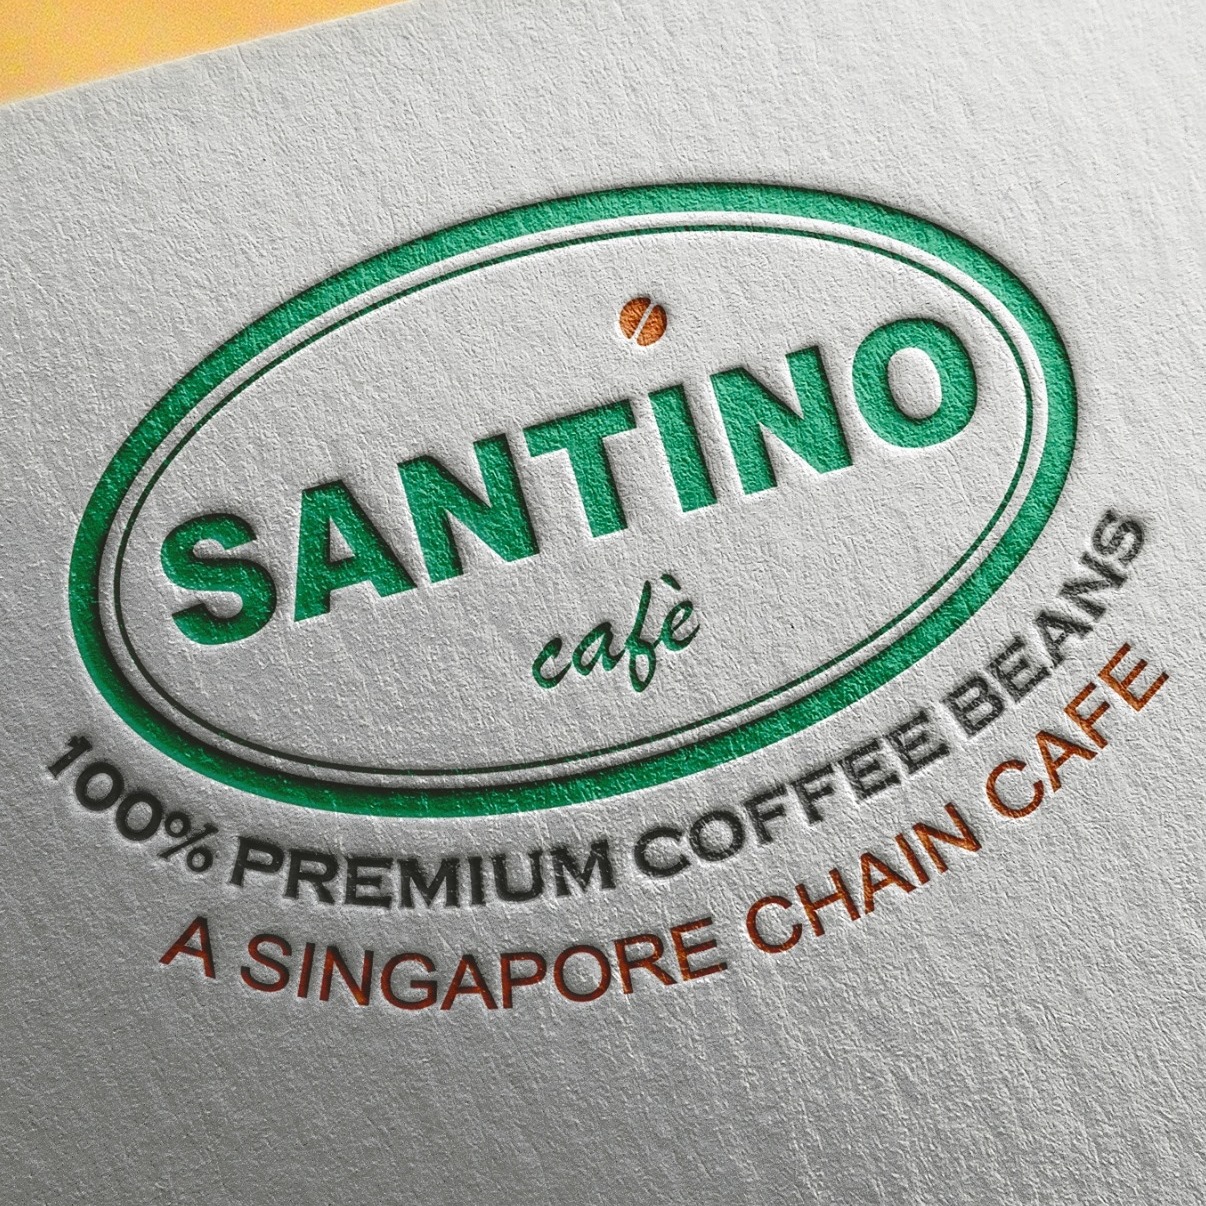 SANTINO
cafè
100% PREMIUM COFFEE BEANS
A SINGAPORE CHAIN CAFE